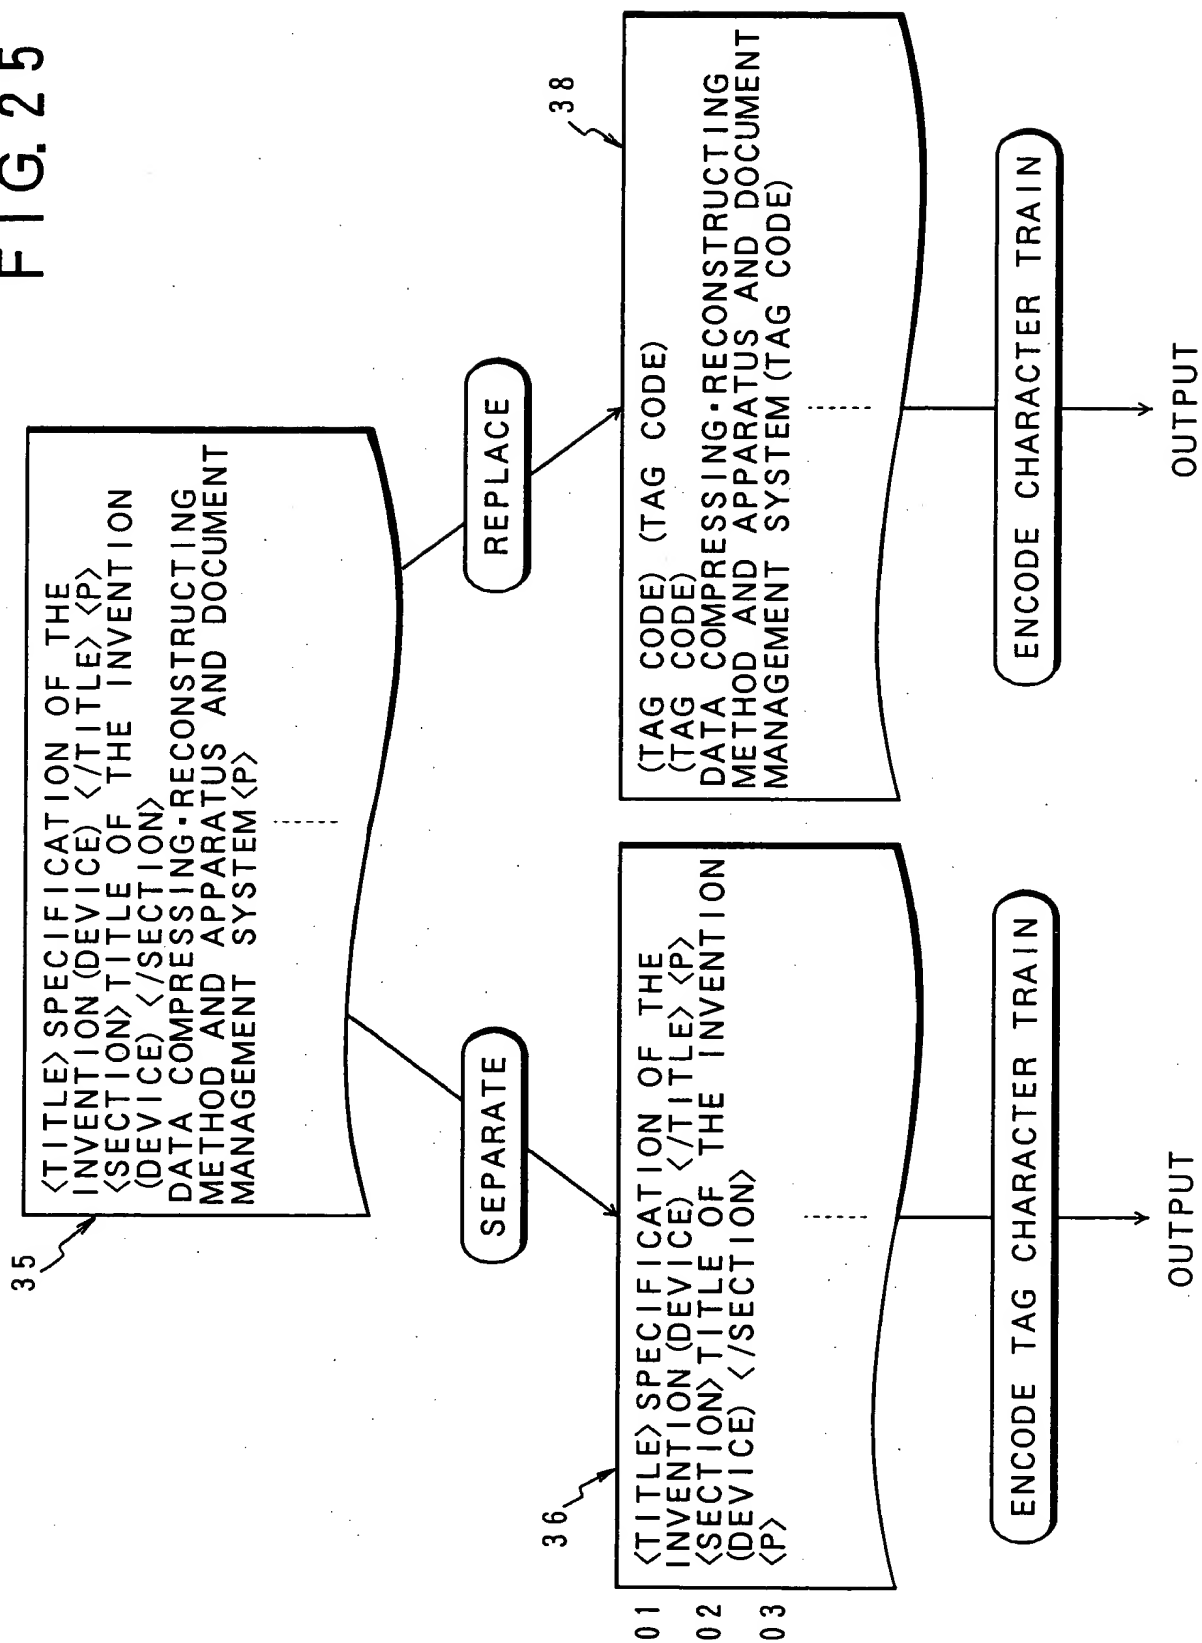 FIG. 25
35
<TITLE>SPECIFICATION OF THE
INVENTION(DEVICE)</TITLE><P>
<SECTION>TITLE OF THE INVENTION
(DEVICE)</SECTION>
DATA COMPRESSING·RECONSTRUCTING
METHOD AND APPARATUS AND DOCUMENT
MANAGEMENT SYSTEM<P>
SEPARATE
REPLACE
36
01 <TITLE>SPECIFICATION OF THE
INVENTION(DEVICE)</TITLE><P>
02 <SECTION>TITLE OF THE INVENTION
(DEVICE)</SECTION>
03 <P>
ENCODE TAG CHARACTER TRAIN
OUTPUT
38
(TAG CODE)(TAG CODE)
(TAG CODE)
DATA COMPRESSING·RECONSTRUCTING
METHOD AND APPARATUS AND DOCUMENT
MANAGEMENT SYSTEM(TAG CODE)
ENCODE CHARACTER TRAIN
OUTPUT